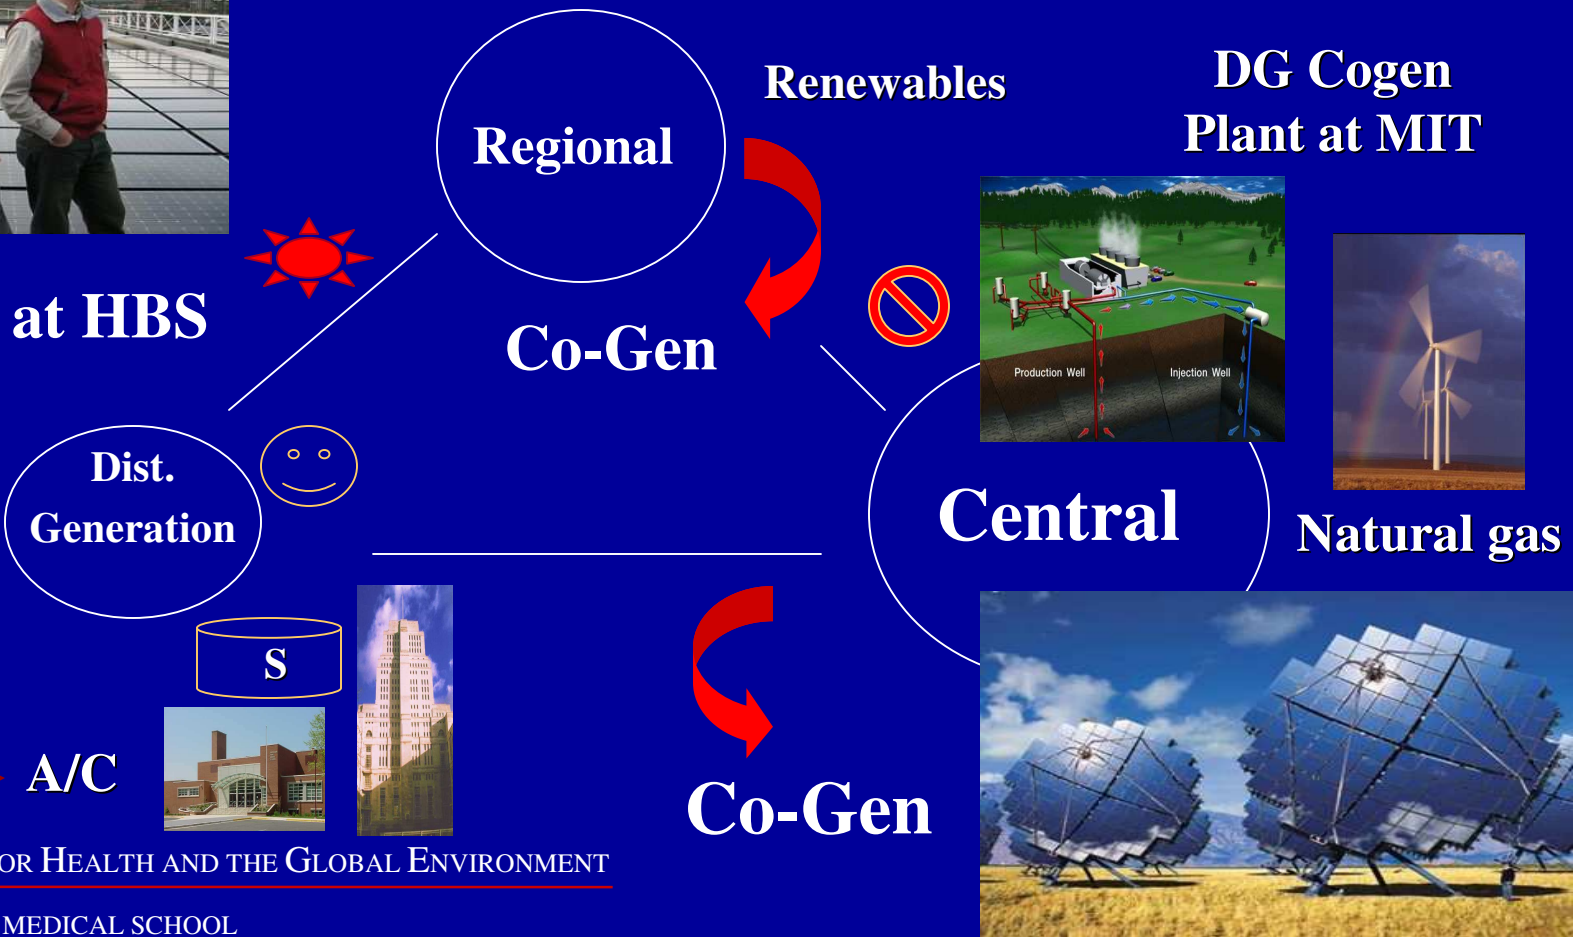 Renewables
DG Cogen
Plant at MIT
Regional
at HBS
Co-Gen
Production Well
Injection Well
Dist.
Generation
Central
Natural gas
S
A/C
Co-Gen
OR HEALTH AND THE GLOBAL ENVIRONMENT
MEDICAL SCHOOL